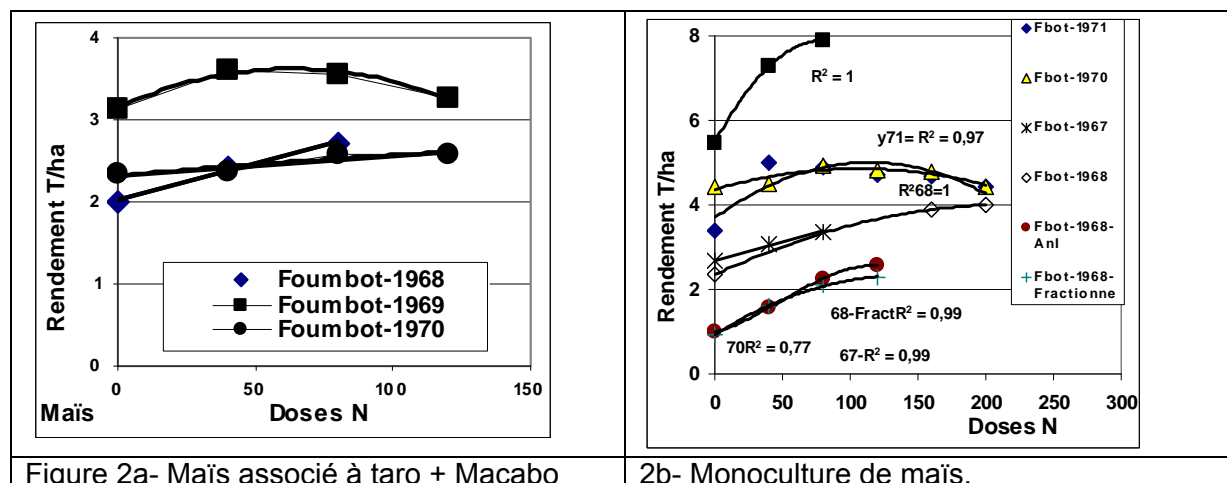 4
3
2
1
0
Rendement T/ha
0 50 100 150
Maïs Doses N
Foumbot-1968
Foumbot-1969
Foumbot-1970
8
6
4
2
0
Rendement T/ha
R² = 1
y71= R² = 0,97
R²68=1
68-FractR² = 0,99
70R² = 0,77
67-R² = 0,99
0 50 100 150 200 250 300
Doses N
Fbot-1971
Fbot-1970
Fbot-1967
Fbot-1968
Fbot-1968-
AnI
Fbot-1968-
Fractionne
Figure 2a- Maïs associé à taro + Macabo
2b- Monoculture de maïs.